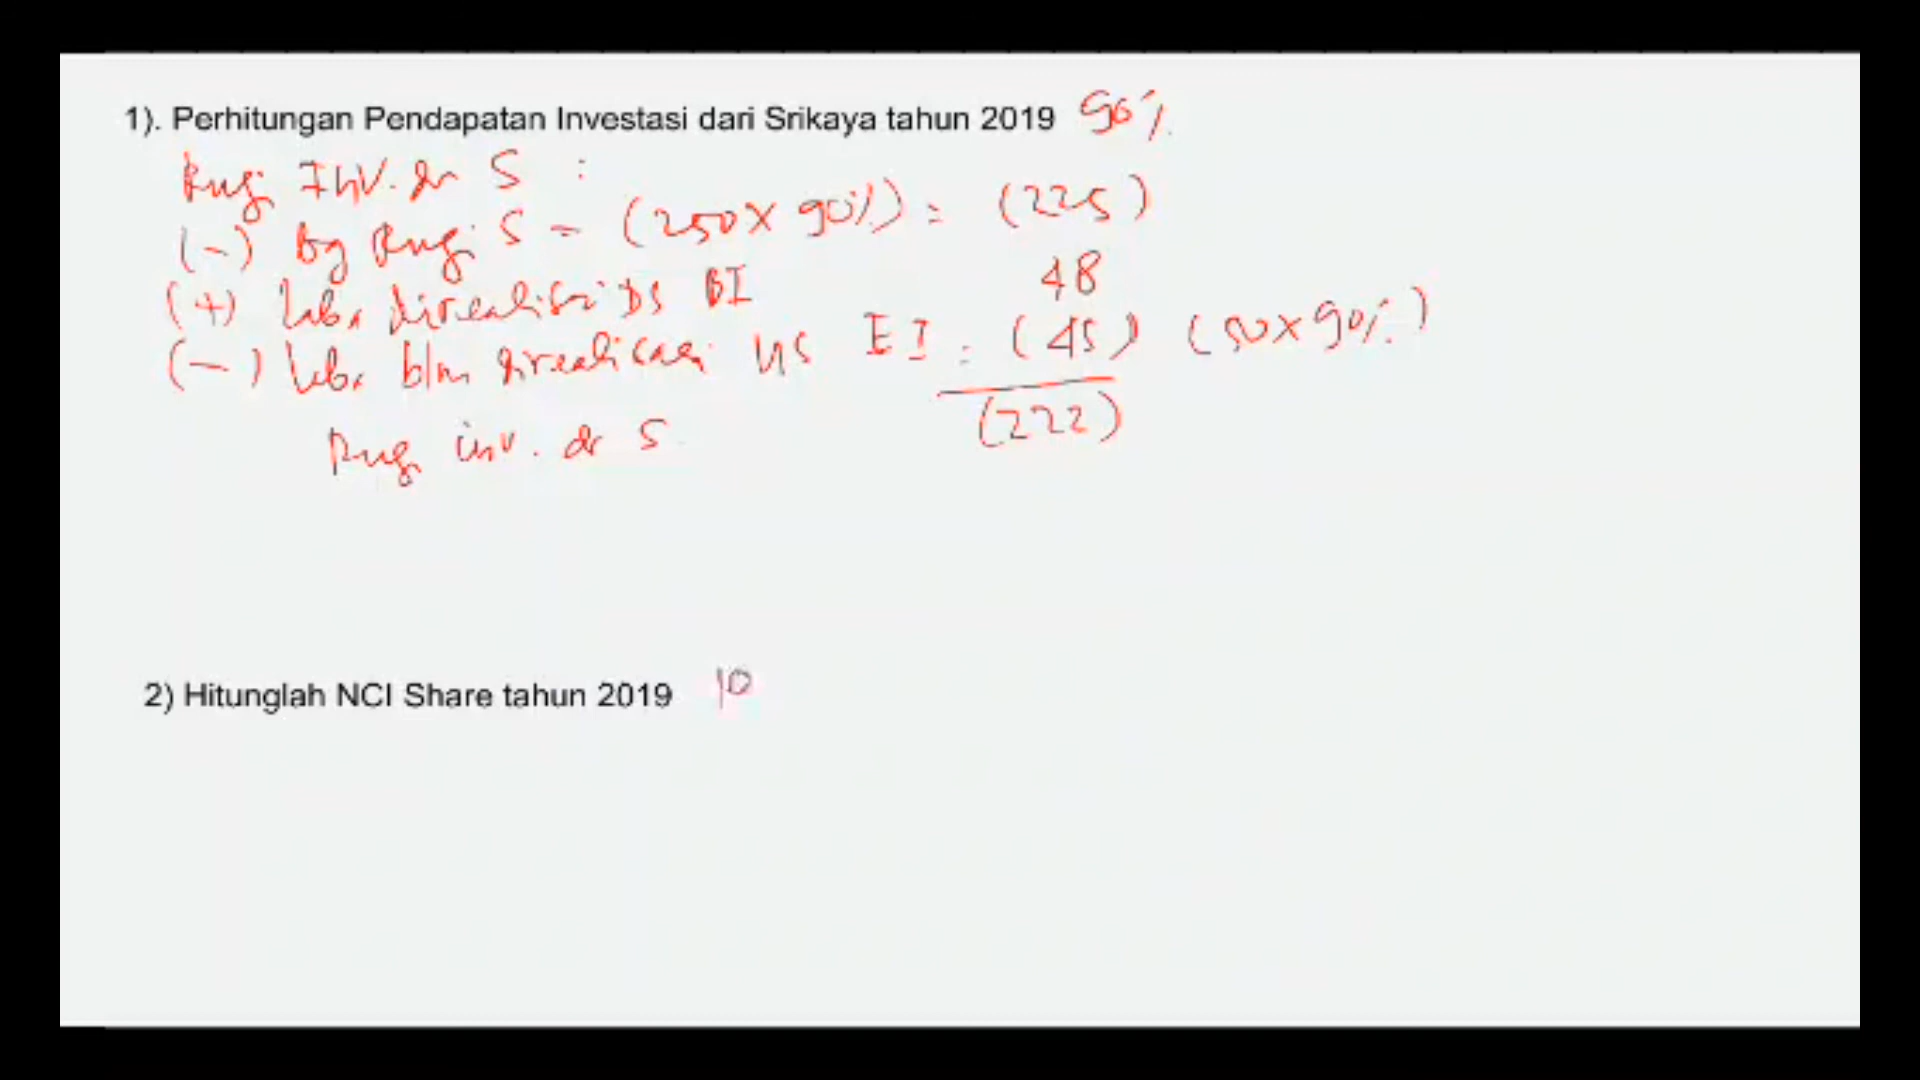 1). Perhitungan Pendapatan Investasi dari Srikaya tahun 2019 90%
Rugi Inv. dr S :
(-) Bg Rugi S = (250 x 90%) = (225)
(+) Laba direalisasi DS BI 48
(-) Laba blm direalisasi US EI = (45) (50 x 90%)
(222)
Rugi inv. dr S
2) Hitunglah NCI Share tahun 2019 10